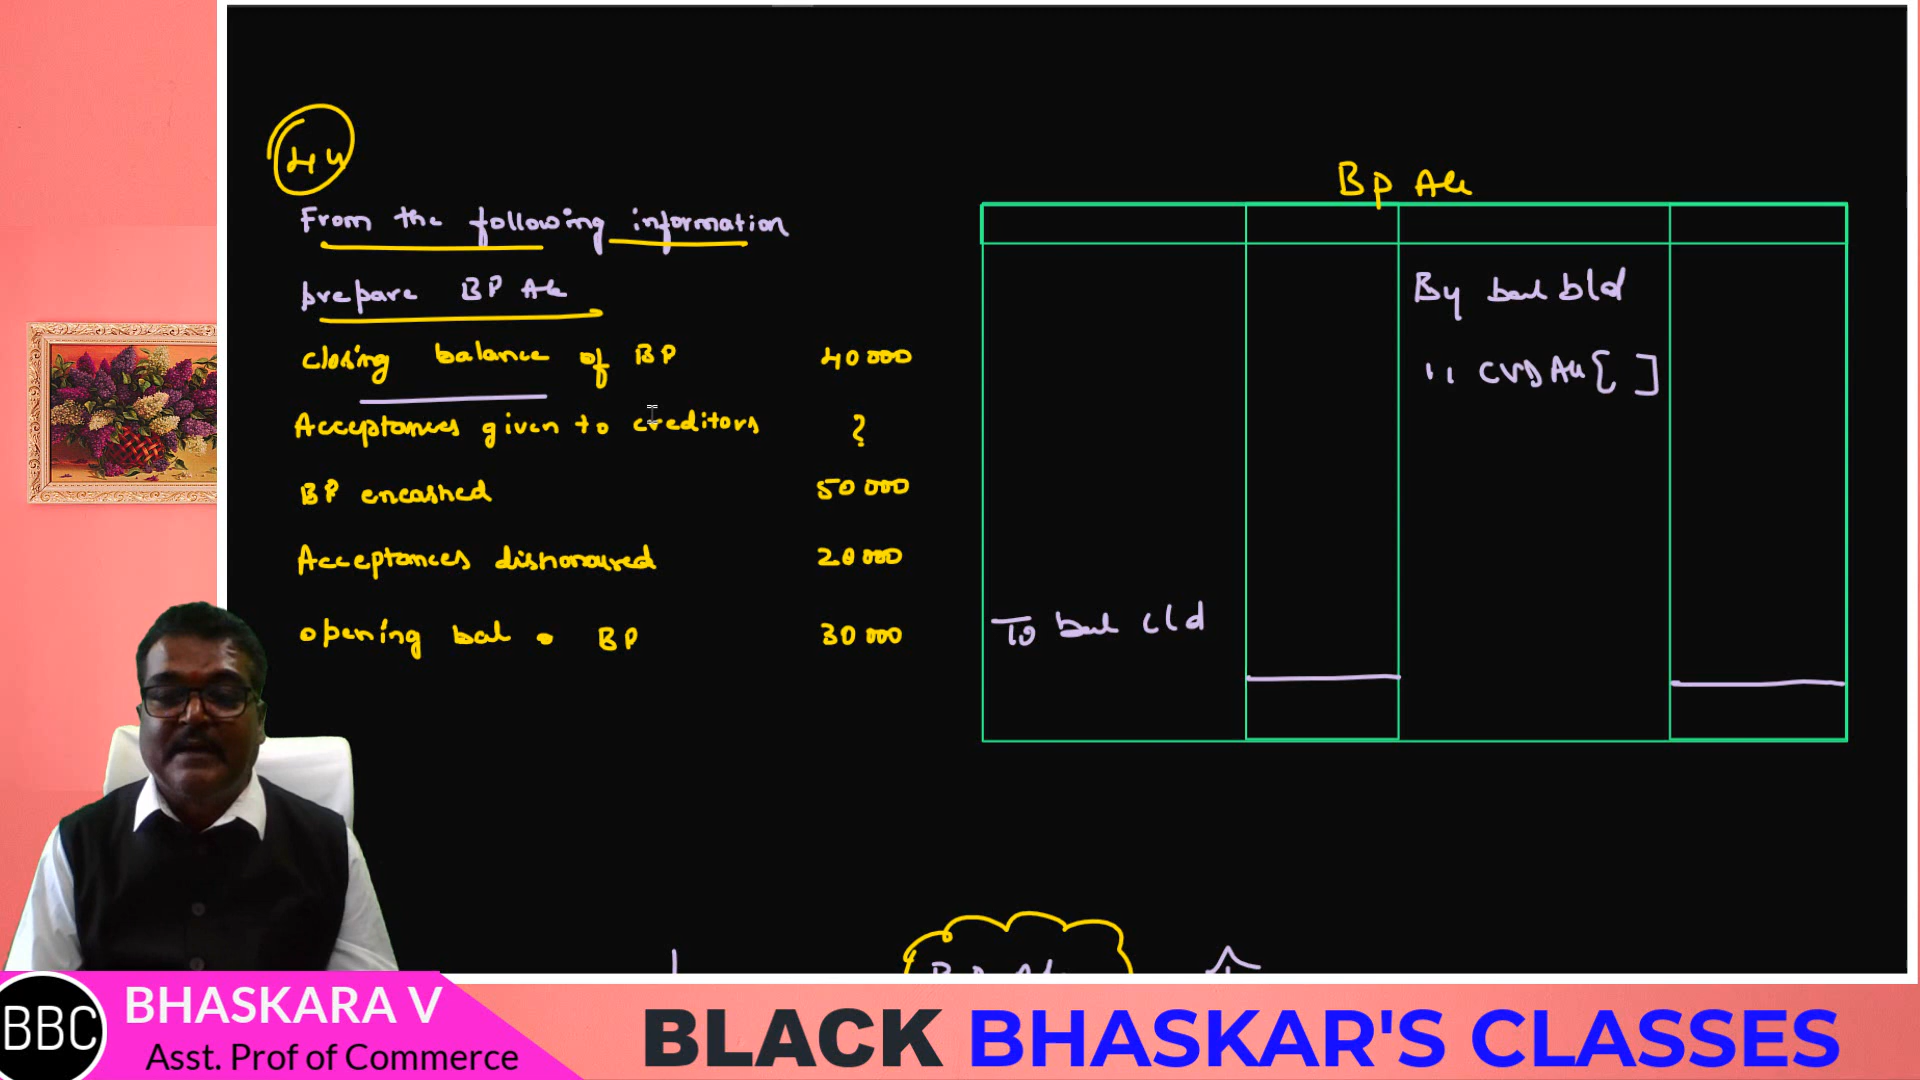 44
From the following information
prepare BP A/c
closing balance of BP 40000
Acceptances given to creditors ?
BP encashed 50000
Acceptances dishonoured 20000
opening bal o BP 30000
BP A/c
By bal b/d
" CVD A/c [ ]
To bal c/d
BP A/c
BBC
BHASKARA V
Asst. Prof of Commerce
BLACK BHASKAR'S CLASSES